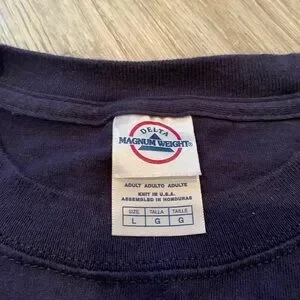 DELTA
MAGNUM WEIGHT®
ADULT ADULTO ADULTE
KNIT IN U.S.A.
ASSEMBLED IN HONDURAS
SIZE TALLA TAILLE
L G G